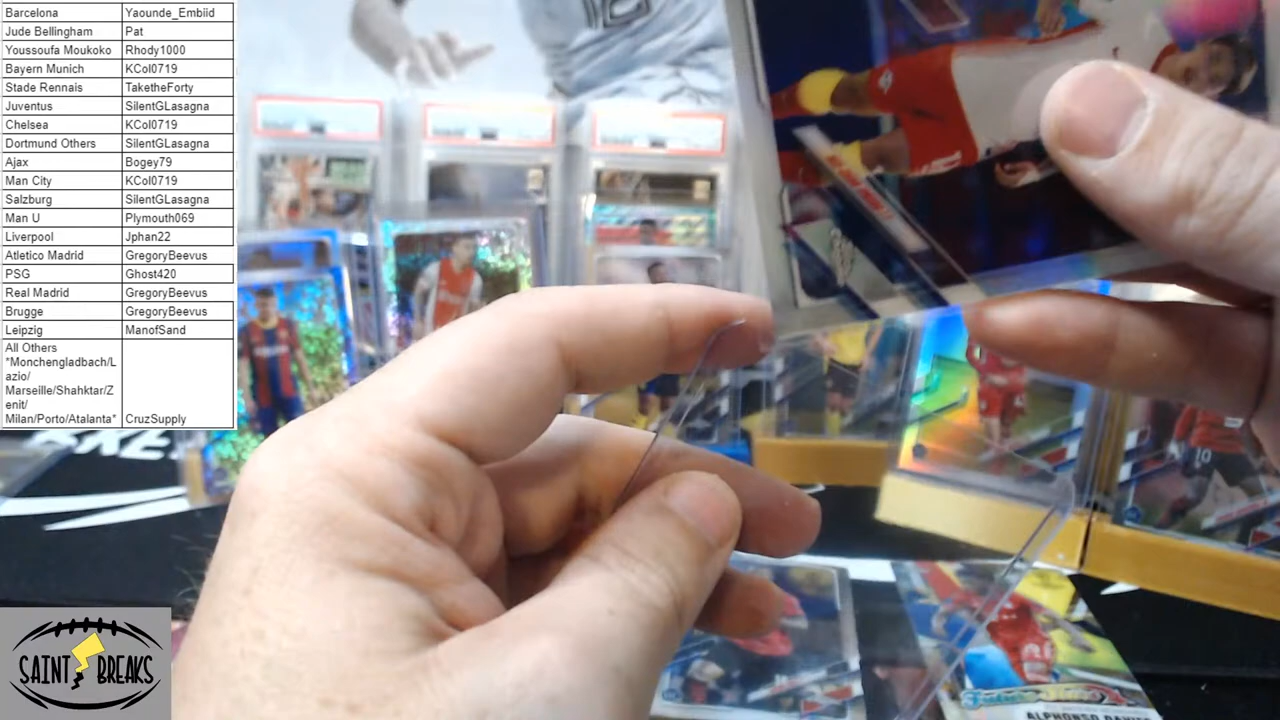 Barcelona Yaounde_Embiid
Jude Bellingham Pat
Youssoufa Moukoko Rhody1000
Bayern Munich KCol0719
Stade Rennais TaketheForty
Juventus SilentGLasagna
Chelsea KCol0719
Dortmund Others SilentGLasagna
Ajax Bogey79
Man City KCol0719
Salzburg SilentGLasagna
Man U Plymouth069
Liverpool Jphan22
Atletico Madrid GregoryBeevus
PSG Ghost420
Real Madrid GregoryBeevus
Brugge GregoryBeevus
Leipzig ManofSand
All Others
*Monchengladbach/L
azio/
Marseille/Shahktar/Z
enit/
Milan/Porto/Atalanta* CruzSupply
SAINT BREAKS
10
ALPHONSO DAVIES